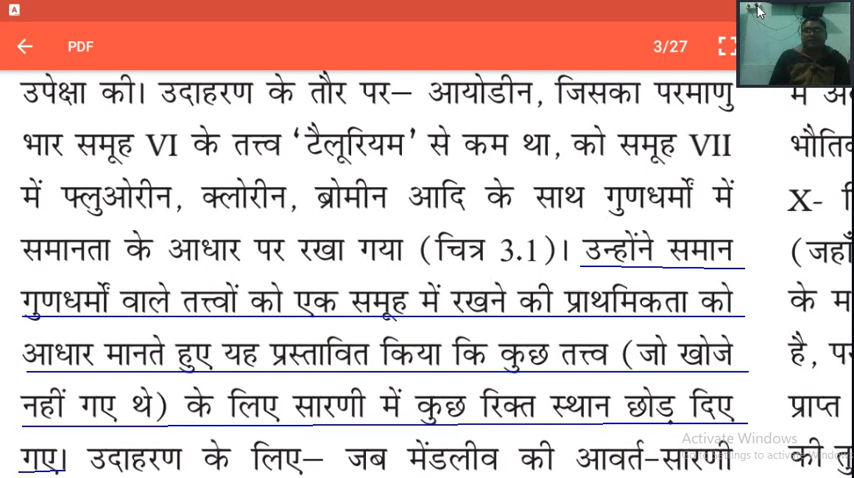 A
PDF
3/27
उपेक्षा की। उदाहरण के तौर पर– आयोडीन, जिसका परमाणु
भार समूह VI के तत्त्व 'टैलूरियम' से कम था, को समूह VII
में फ्लुओरीन, क्लोरीन, ब्रोमीन आदि के साथ गुणधर्मों में
समानता के आधार पर रखा गया (चित्र 3.1)। उन्होंने समान
गुणधर्मों वाले तत्त्वों को एक समूह में रखने की प्राथमिकता को
आधार मानते हुए यह प्रस्तावित किया कि कुछ तत्त्व (जो खोजे
नहीं गए थे) के लिए सारणी में कुछ रिक्त स्थान छोड़ दिए
गए। उदाहरण के लिए– जब मेंडलीव की आवर्त-सारणी
X-
(जहाँ
के
है,
की
Activate Windows